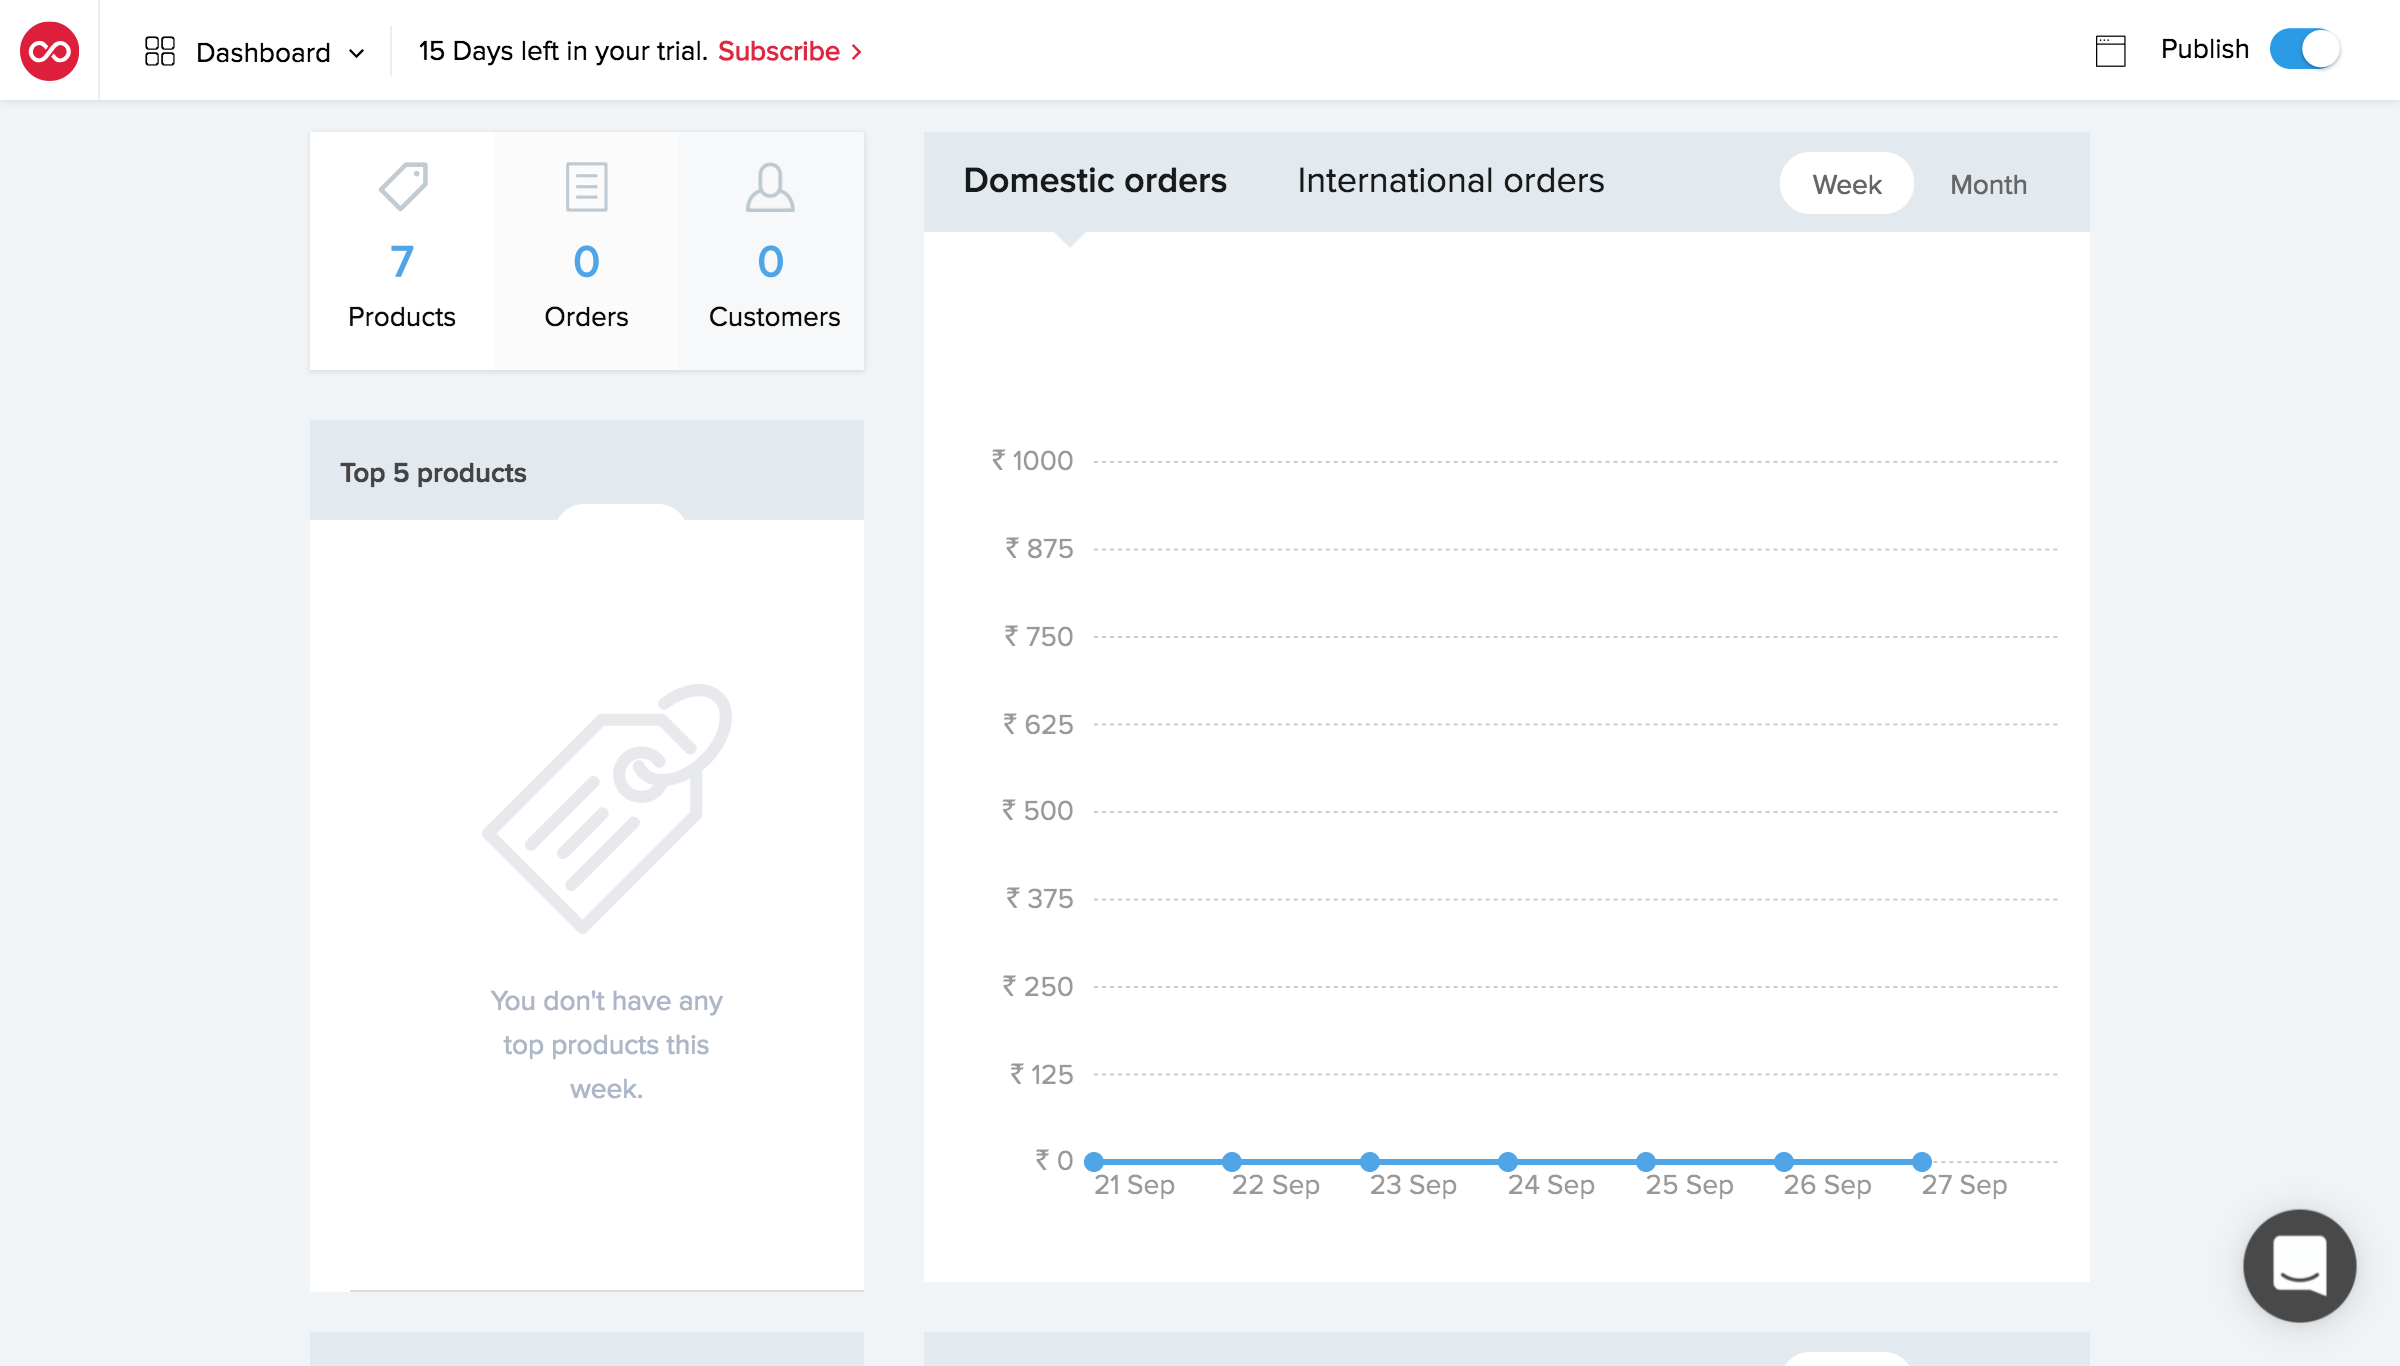 Dashboard
15 Days left in your trial. Subscribe
Publish
7
Products
0
Orders
0
Customers
Top 5 products
You don't have any
top products this
week.
Domestic orders
International orders
Week
Month
₹ 1000
₹ 875
₹ 750
₹ 625
₹ 500
₹ 375
₹ 250
₹ 125
₹ 0
21 Sep
22 Sep
23 Sep
24 Sep
25 Sep
26 Sep
27 Sep